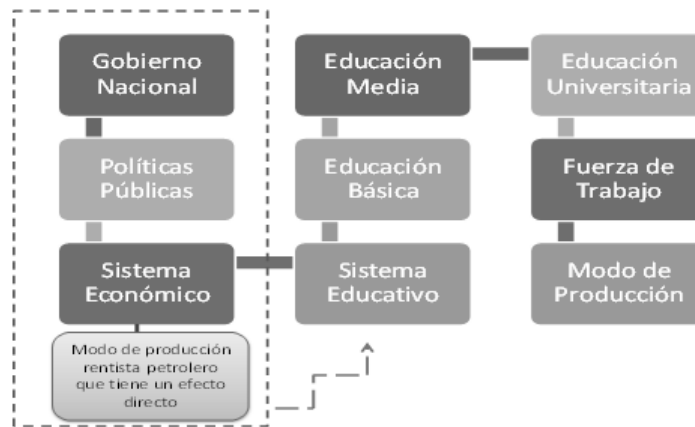 Gobierno
Nacional
Políticas
Públicas
Sistema
Económico
Modo de producción
rentista petrolero
que tiene un efecto
directo
Educación
Media
Educación
Básica
Sistema
Educativo
Educación
Universitaria
Fuerza de
Trabajo
Modo de
Producción